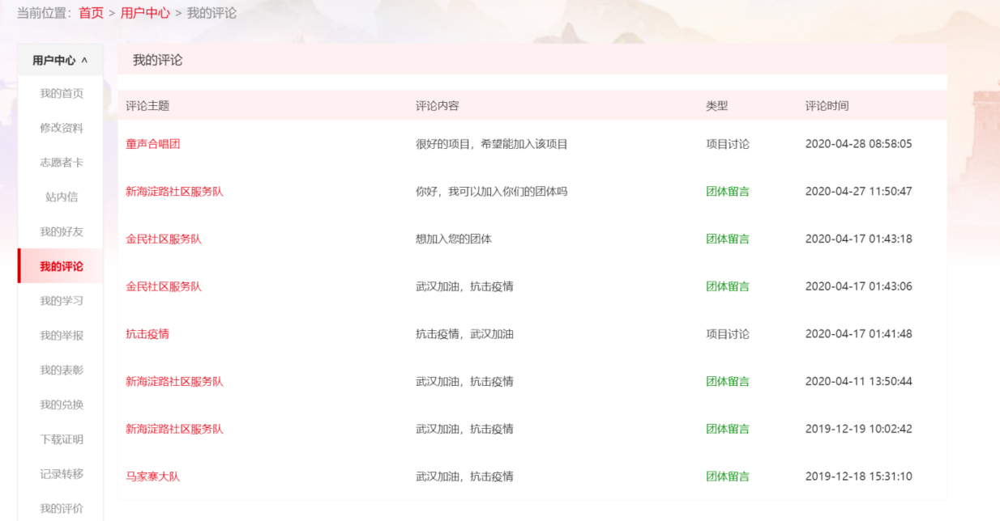 当前位置：首页 > 用户中心 > 我的评论
用户中心 ∧
我的首页
修改资料
志愿者卡
站内信
我的好友
我的评论
我的学习
我的举报
我的表彰
我的兑换
下载证明
记录转移
我的评价
我的评论
评论主题 评论内容 类型 评论时间
童声合唱团 很好的项目，希望能加入该项目 项目讨论 2020-04-28 08:58:05
新海淀路社区服务队 你好，我可以加入你们的团体吗 团体留言 2020-04-27 11:50:47
金民社区服务队 想加入您的团体 团体留言 2020-04-17 01:43:18
金民社区服务队 武汉加油，抗击疫情 团体留言 2020-04-17 01:43:06
抗击疫情 抗击疫情，武汉加油 项目讨论 2020-04-17 01:41:48
新海淀路社区服务队 武汉加油，抗击疫情 团体留言 2020-04-11 13:50:44
新海淀路社区服务队 武汉加油，抗击疫情 团体留言 2019-12-19 10:02:42
马家寨大队 武汉加油，抗击疫情 团体留言 2019-12-18 15:31:10